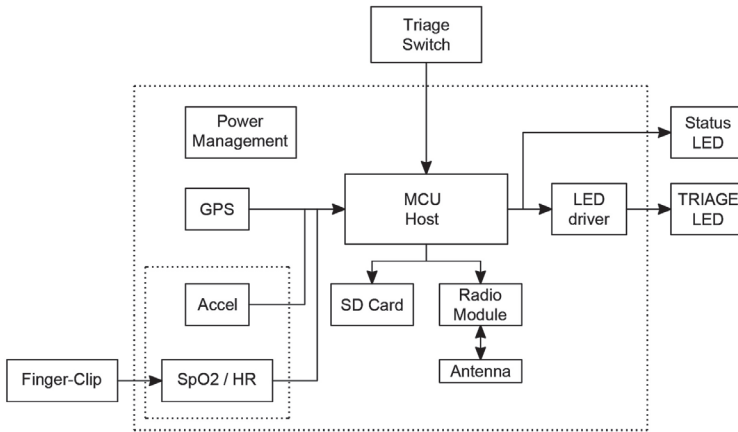 Triage
Switch
Power
Management
Status
LED
GPS
MCU
Host
LED
driver
TRIAGE
LED
Accel
SD Card
Radio
Module
Finger-Clip
SpO2 / HR
Antenna